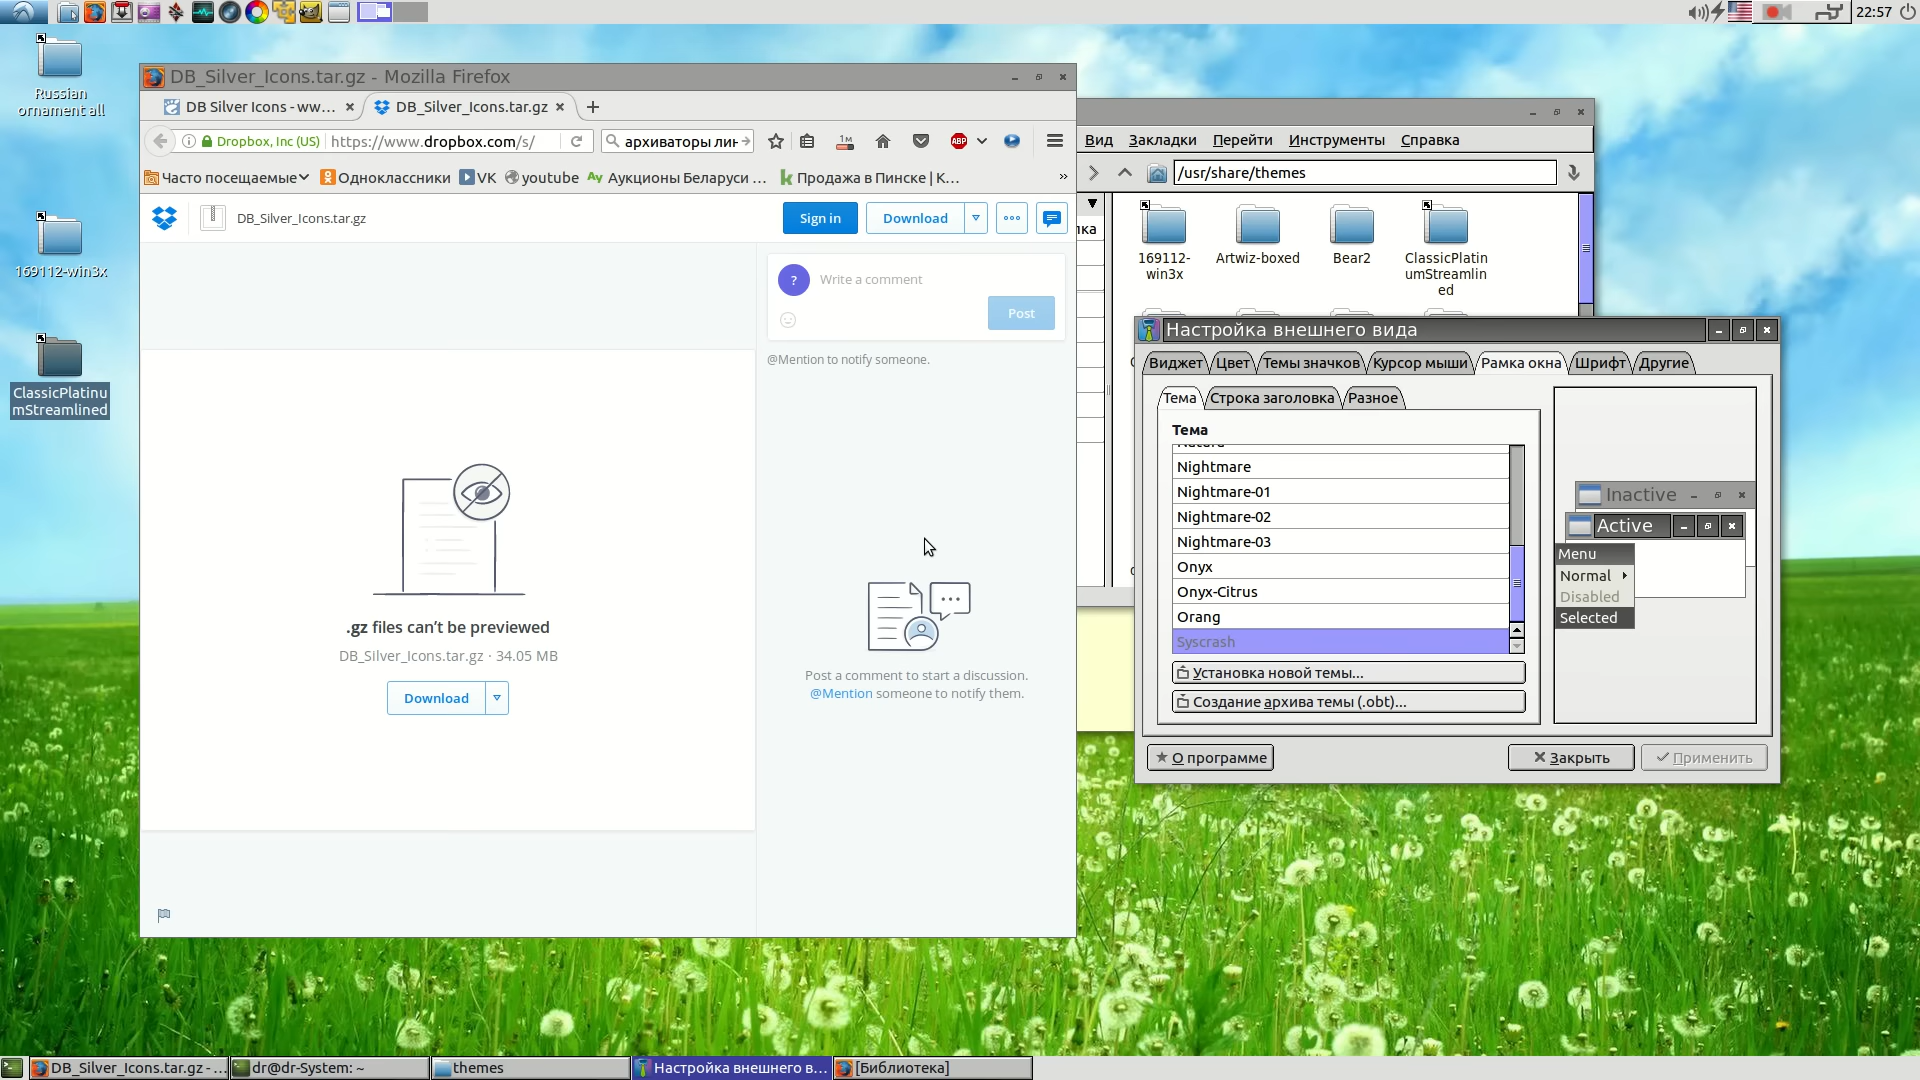 22:57
Russian
ornament all
169112-win3x
ClassicPlatinu
mStreamlined
DB_Silver_Icons.tar.gz - Mozilla Firefox
DB Silver Icons - ww...
DB_Silver_Icons.tar.gz
Dropbox, Inc (US)
https://www.dropbox.com/s/
архиваторы лин
1м
ABP
Часто посещаемые
Одноклассники
VK
youtube
Ay Аукционы Беларуси ...
Продажа в Пинске | К...
DB_Silver_Icons.tar.gz
Sign in
Download
?
Write a comment
Post
@Mention to notify someone.
.gz files can't be previewed
DB_Silver_Icons.tar.gz · 34.05 MB
Download
Post a comment to start a discussion.
@Mention someone to notify them.
Вид
Закладки
Перейти
Инструменты
Справка
/usr/share/themes
лка
169112-
win3x
Artwiz-boxed
Bear2
ClassicPlatin
umStreamlin
ed
Настройка внешнего вида
Виджет
Цвет
Темы значков
Курсор мыши
Рамка окна
Шрифт
Другие
Тема
Строка заголовка
Разное
Тема
Nightmare
Nightmare-01
Nightmare-02
Nightmare-03
Onyx
Onyx-Citrus
Orang
Syscrash
Установка новой темы...
Создание архива темы (.obt)...
Inactive
Active
Menu
Normal
Disabled
Selected
О программе
Закрыть
Применить
DB_Silver_Icons.tar.gz - ...
dr@dr-System: ~
themes
Настройка внешнего в...
[Библиотека]